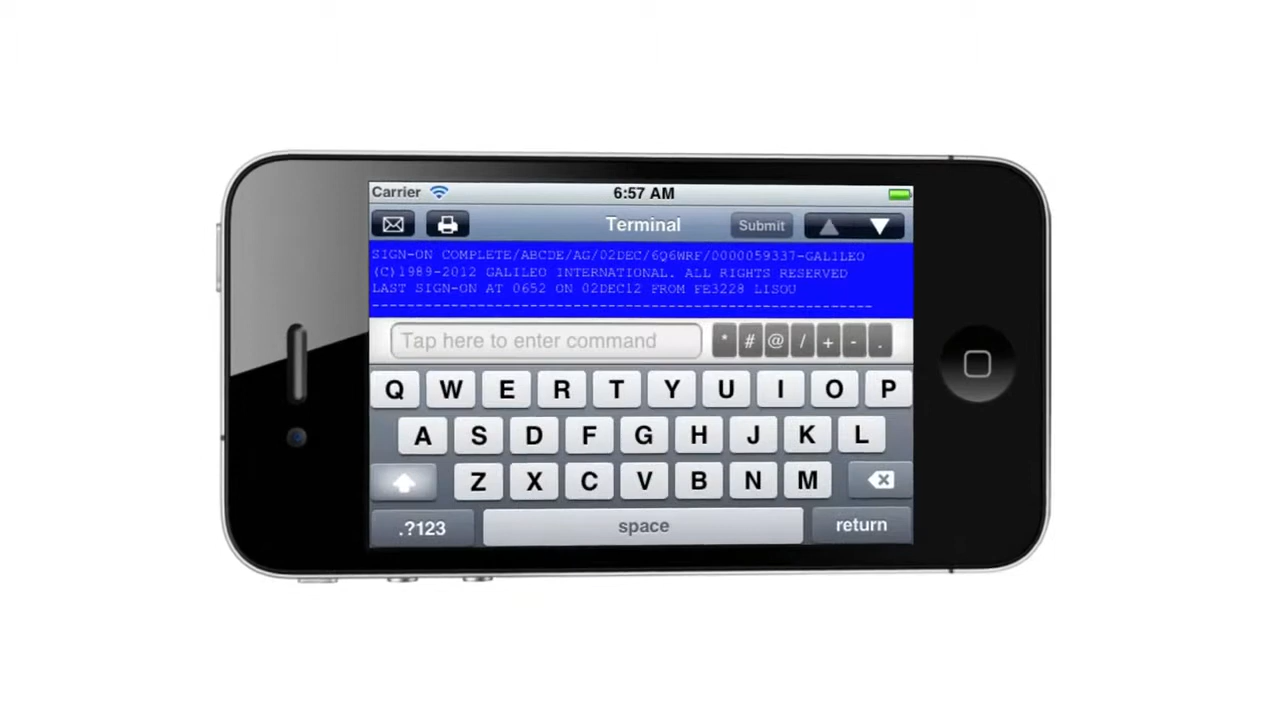 Carrier 6:57 AM
Terminal Submit
SIGN-ON COMPLETE/ABCDE/AG/02DEC/6Q6WRF/0000059337-GALILEO
(C)1989-2012 GALILEO INTERNATIONAL. ALL RIGHTS RESERVED
LAST SIGN-ON AT 0652 ON 02DEC12 FROM FE3228 LISOU
----------------------------------------------------------------
Tap here to enter command * # @ / + - .
Q W E R T Y U I O P
A S D F G H J K L
Z X C V B N M
.?123 space return